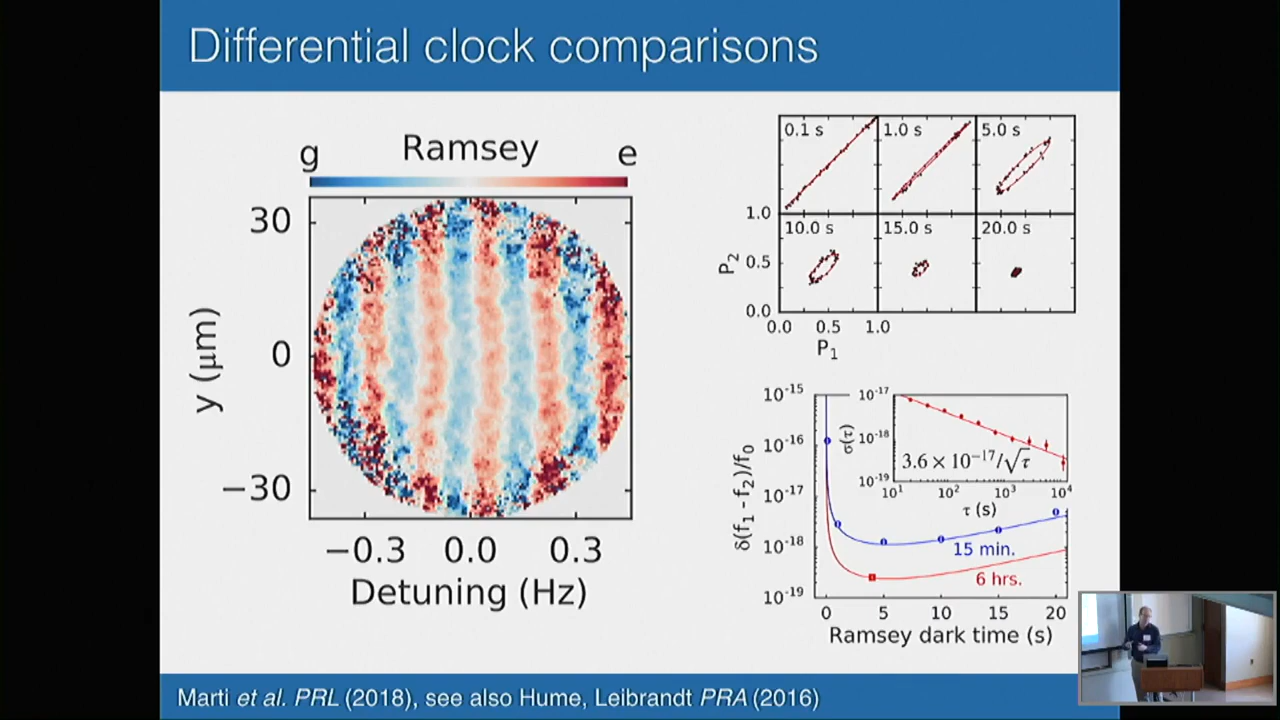 Differential clock comparisons
g Ramsey e
30
0
−30
y (μm)
−0.3 0.0 0.3
Detuning (Hz)
0.1 s 1.0 s 5.0 s
10.0 s 15.0 s 20.0 s
1.0
0.5
0.0
P₂
0.0 0.5 1.0
P₁
10⁻¹⁵
10⁻¹⁶
10⁻¹⁷
10⁻¹⁸
10⁻¹⁹
δ(f₁ - f₂)/f₀
10⁻¹⁷
10⁻¹⁸
10⁻¹⁹
σ(τ)
3.6 × 10⁻¹⁷/√τ
10¹ 10² 10³ 10⁴
τ (s)
15 min.
6 hrs.
0 5 10 15 20
Ramsey dark time (s)
Marti et al. PRL (2018), see also Hume, Leibrandt PRA (2016)